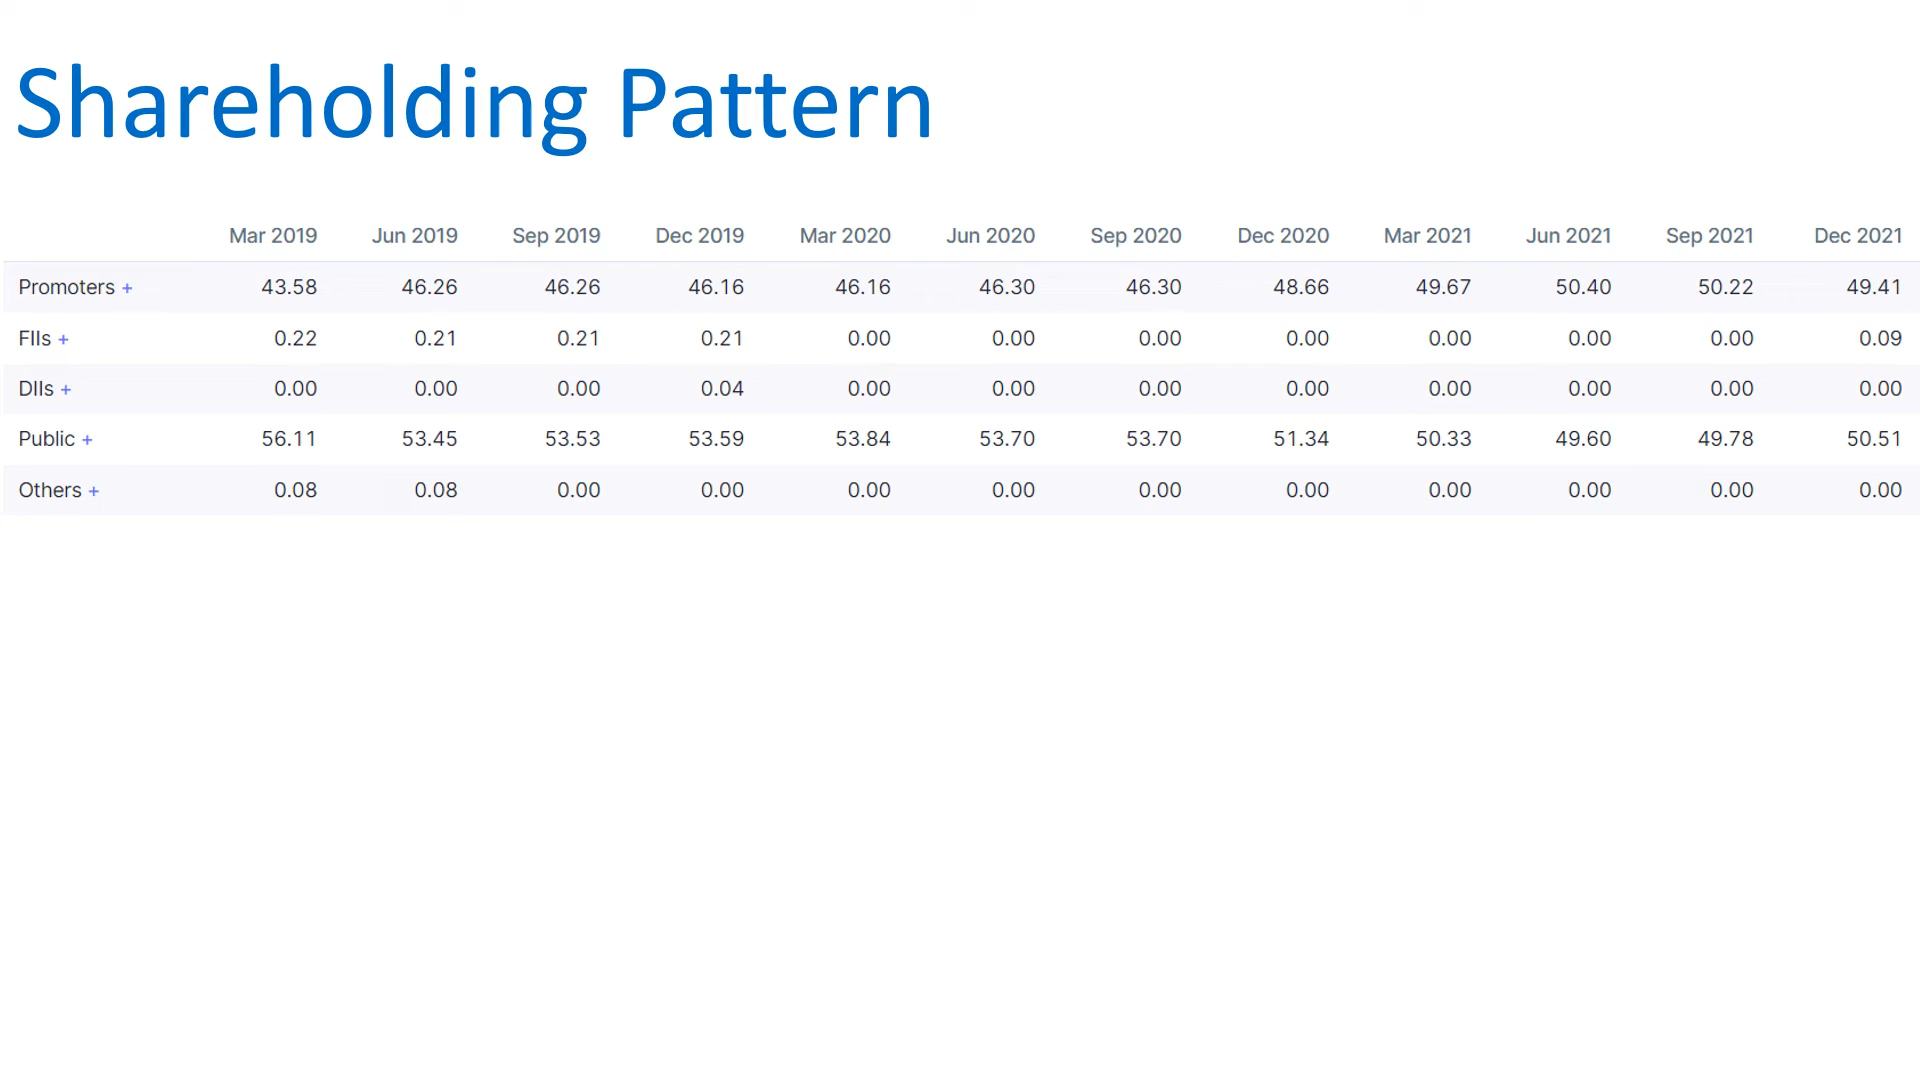 Shareholding Pattern
Mar 2019 Jun 2019 Sep 2019 Dec 2019 Mar 2020 Jun 2020 Sep 2020 Dec 2020 Mar 2021 Jun 2021 Sep 2021 Dec 2021
Promoters + 43.58 46.26 46.26 46.16 46.16 46.30 46.30 48.66 49.67 50.40 50.22 49.41
FIIs + 0.22 0.21 0.21 0.21 0.00 0.00 0.00 0.00 0.00 0.00 0.00 0.09
DIIs + 0.00 0.00 0.00 0.04 0.00 0.00 0.00 0.00 0.00 0.00 0.00 0.00
Public + 56.11 53.45 53.53 53.59 53.84 53.70 53.70 51.34 50.33 49.60 49.78 50.51
Others + 0.08 0.08 0.00 0.00 0.00 0.00 0.00 0.00 0.00 0.00 0.00 0.00